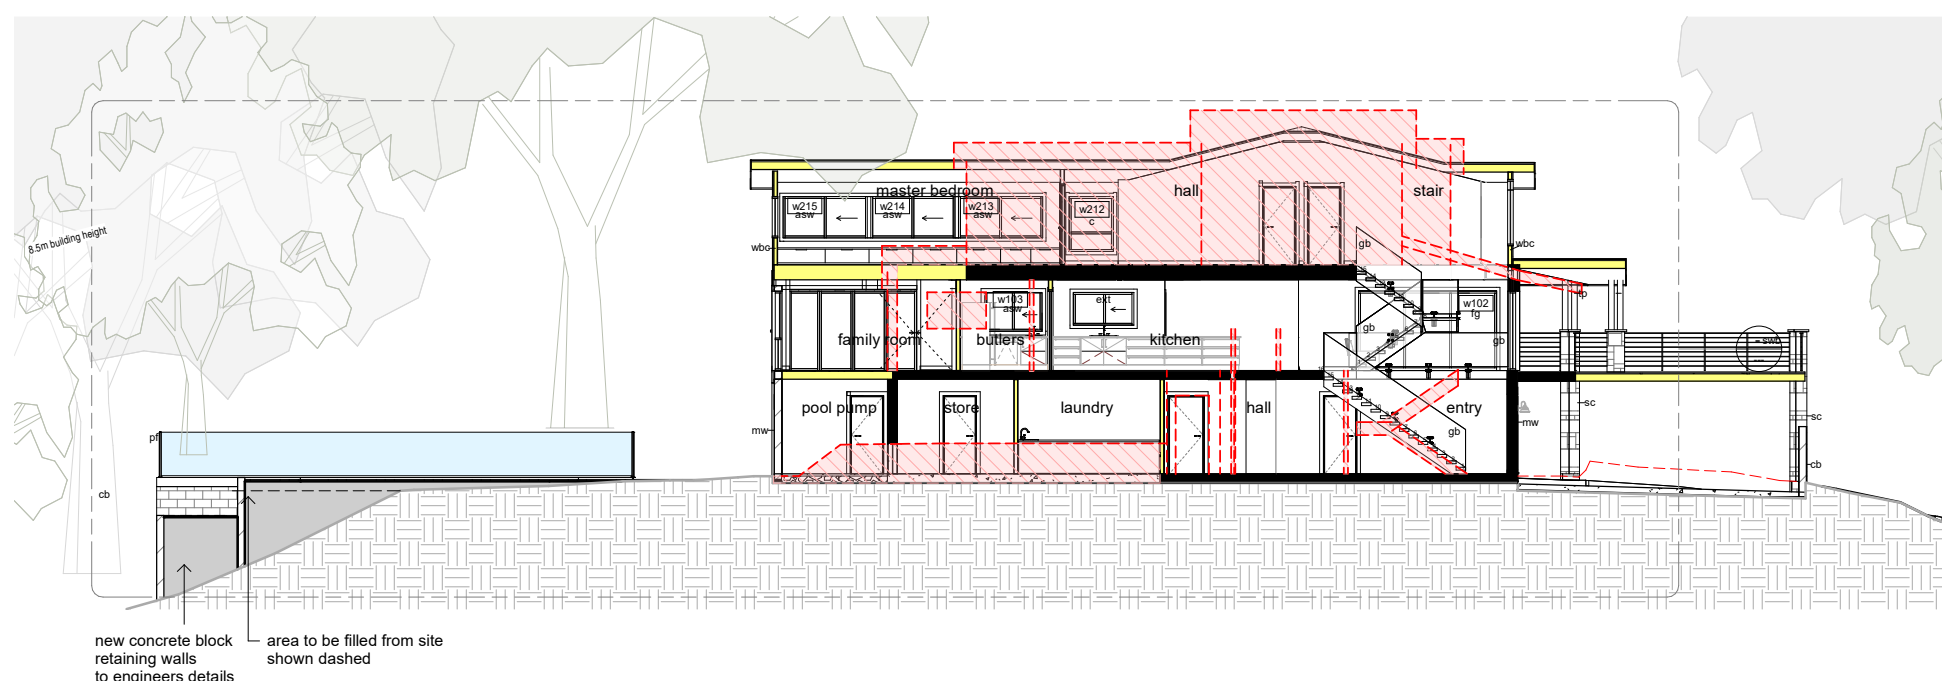 master bedroom
hall
stair
w215
asw
w214
asw
w213
asw
w212
c
8.5m building height
wbc
gb
wbc
w103
asw
ext
w102
fg
tp
family room
butlers
kitchen
gb
gb
swb
pool pump
store
laundry
hall
entry
sc
sc
mw
gb
mw
pf
cb
cb
new concrete block
retaining walls
to engineers details
area to be filled from site
shown dashed